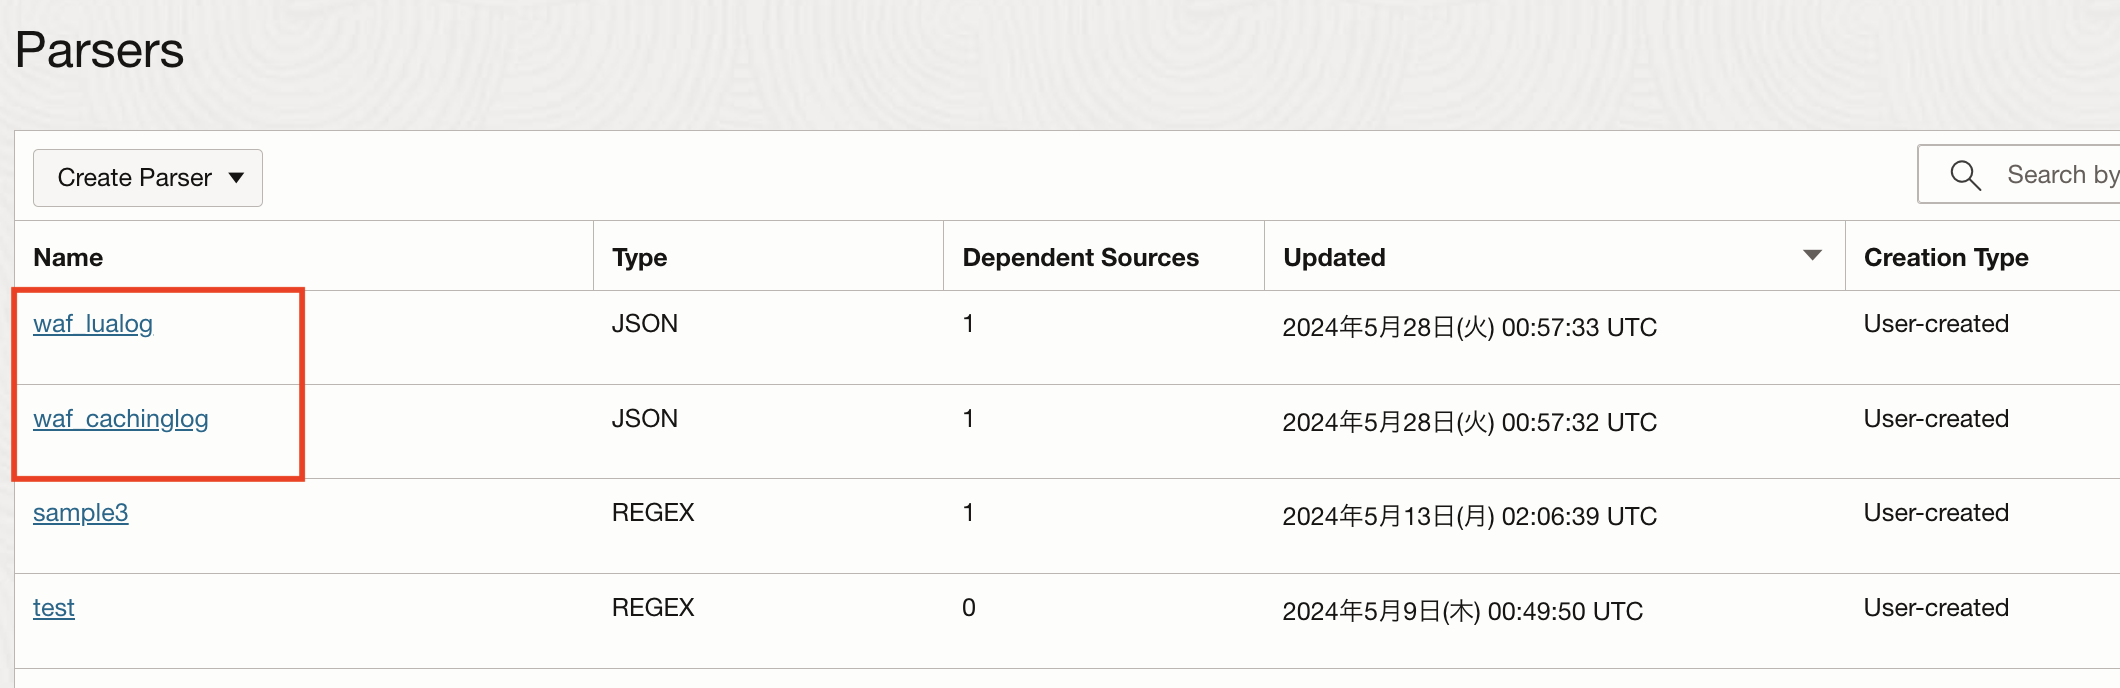 Parsers
Create Parser
Search by
Name Type Dependent Sources Updated Creation Type
waf_lualog JSON 1 2024年5月28日(火) 00:57:33 UTC User-created
waf_cachinglog JSON 1 2024年5月28日(火) 00:57:32 UTC User-created
sample3 REGEX 1 2024年5月13日(月) 02:06:39 UTC User-created
test REGEX 0 2024年5月9日(木) 00:49:50 UTC User-created